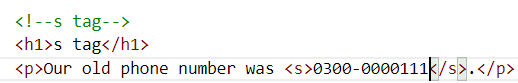 <!--s tag-->
<h1>s tag</h1>
<p>Our old phone number was <s>0300-0000111</s>.</p>